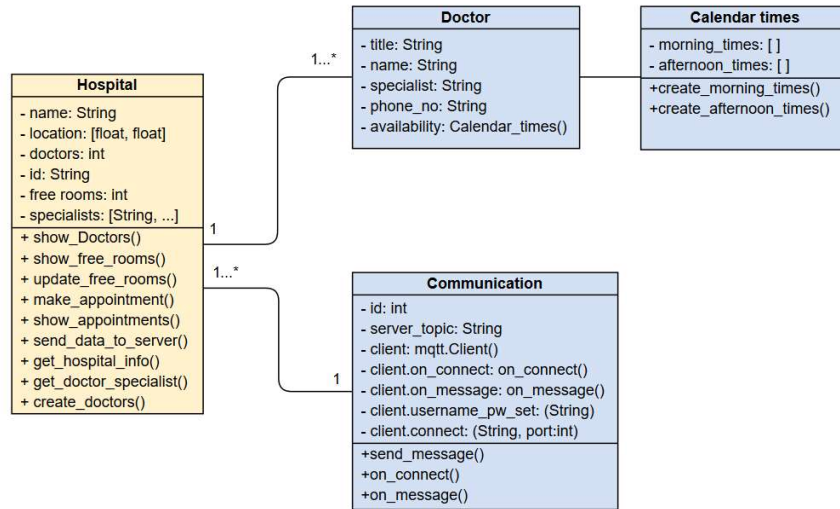 Hospital
- name: String
- location: [float, float]
- doctors: int
- id: String
- free rooms: int
- specialists: [String, ...]
+ show_Doctors()
+ show_free_rooms()
+ update_free_rooms()
+ make_appointment()
+ show_appointments()
+ send_data_to_server()
+ get_hospital_info()
+ get_doctor_specialist()
+ create_doctors()
1
1...*
1...*
1
Doctor
- title: String
- name: String
- specialist: String
- phone_no: String
- availability: Calendar_times()
Calendar times
- morning_times: [ ]
- afternoon_times: [ ]
+create_morning_times()
+create_afternoon_times()
Communication
- id: int
- server_topic: String
- client: mqtt.Client()
- client.on_connect: on_connect()
- client.on_message: on_message()
- client.username_pw_set: (String)
- client.connect: (String, port:int)
+send_message()
+on_connect()
+on_message()